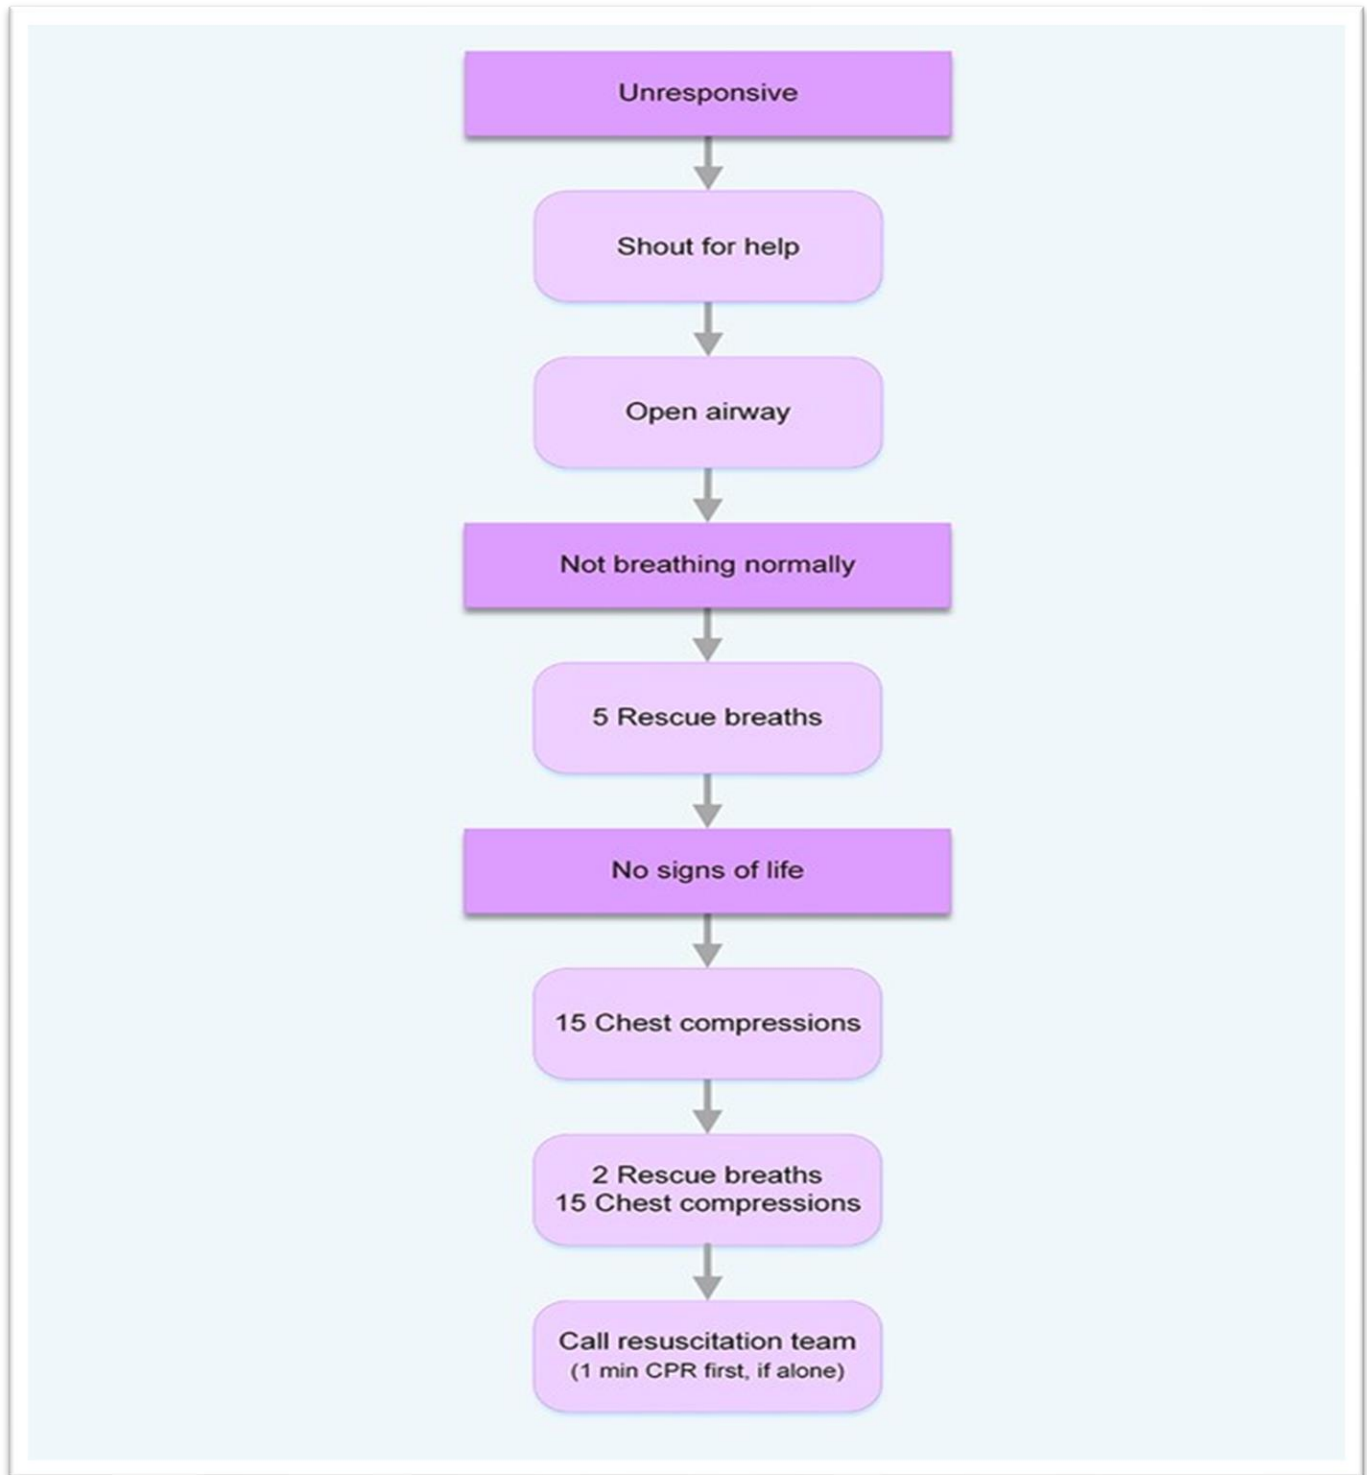 Unresponsive
Shout for help
Open airway
Not breathing normally
5 Rescue breaths
No signs of life
15 Chest compressions
2 Rescue breaths
15 Chest compressions
Call resuscitation team
(1 min CPR first, if alone)